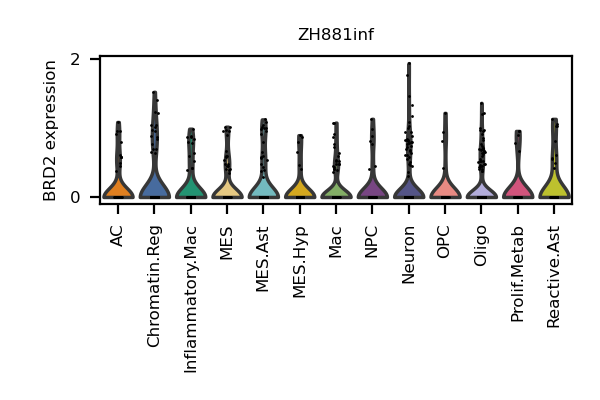 ZH881inf
2
0
BRD2 expression
AC
Chromatin.Reg
Inflammatory.Mac
MES
MES.Ast
MES.Hyp
Mac
NPC
Neuron
OPC
Oligo
Prolif.Metab
Reactive.Ast